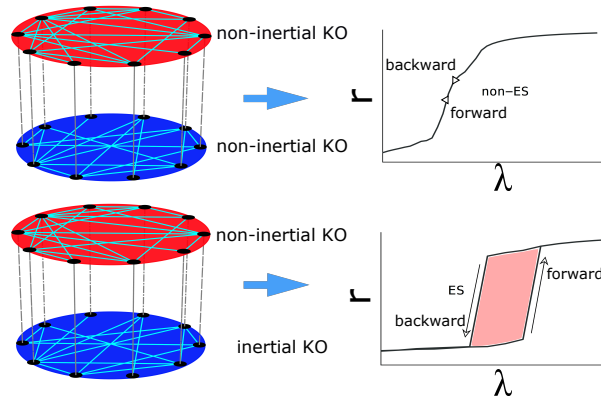 non-inertial KO
backward
r
non-ES
forward
non-inertial KO
λ
non-inertial KO
r
ES
forward
backward
inertial KO
λ